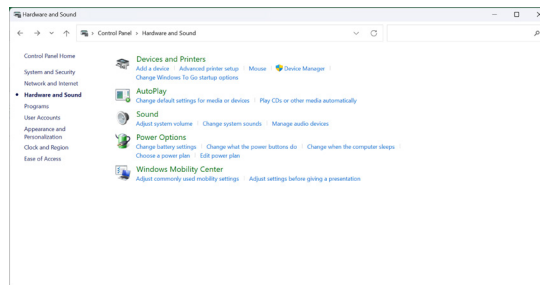 Hardware and Sound
Control Panel › Hardware and Sound
Control Panel Home
System and Security
Network and Internet
Hardware and Sound
Programs
User Accounts
Appearance and
Personalization
Clock and Region
Ease of Access
Devices and Printers
Add a device Advanced printer setup Mouse Device Manager
Change Windows To Go startup options
AutoPlay
Change default settings for media or devices Play CDs or other media automatically
Sound
Adjust system volume Change system sounds Manage audio devices
Power Options
Change battery settings Change what the power buttons do Change when the computer sleeps
Choose a power plan Edit power plan
Windows Mobility Center
Adjust commonly used mobility settings Adjust settings before giving a presentation